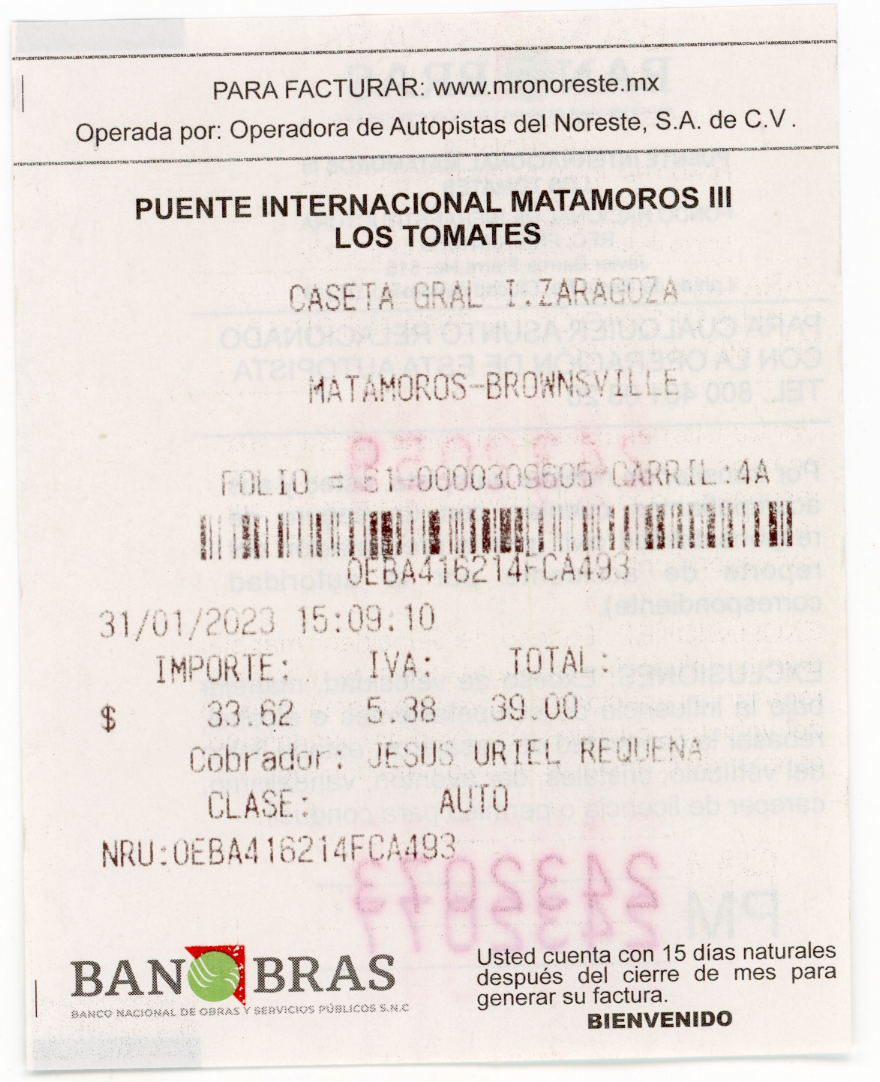 PARA FACTURAR: www.mronoreste.mx
Operada por: Operadora de Autopistas del Noreste, S.A. de C.V.
PUENTE INTERNACIONAL MATAMOROS III
LOS TOMATES
CASETA GRAL I.ZARAGOZA
MATAMOROS-BROWNSVILLE
FOLIO = 61-0000309605-CARRIL:4A
0EBA416214FCA493
31/01/2023 15:09:10
IMPORTE: IVA: TOTAL:
$ 33.62 5.38 39.00
Cobrador: JESUS URIEL REQUENA
CLASE: AUTO
NRU:0EBA416214FCA493
BANOBRAS
BANCO NACIONAL DE OBRAS Y SERVICIOS PÚBLICOS S.N.C
Usted cuenta con 15 días naturales
después del cierre de mes para
generar su factura.
BIENVENIDO